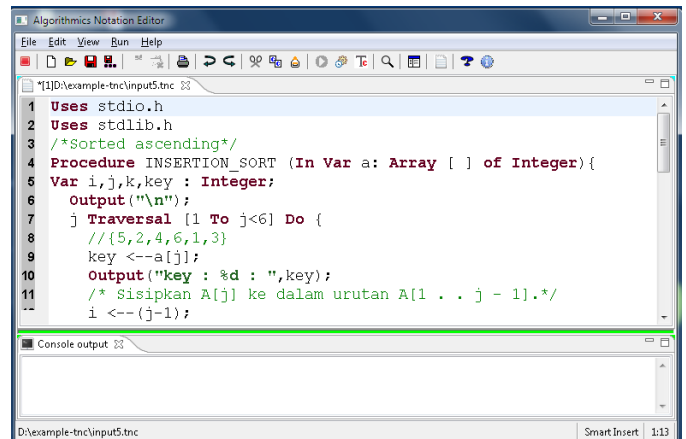 Algorithmics Notation Editor
File Edit View Run Help
*[1]D:\example-tnc\input5.tnc
1 Uses stdio.h
2 Uses stdlib.h
3 /*Sorted ascending*/
4 Procedure INSERTION_SORT (In Var a: Array [ ] of Integer){
5 Var i,j,k,key : Integer;
6 Output("\n");
7 j Traversal [1 To j<6] Do {
8 //{5,2,4,6,1,3}
9 key <--a[j];
10 Output("key : %d : ",key);
11 /* Sisipkan A[j] ke dalam urutan A[1 . . j - 1].*/
i <--(j-1);
Console output
D:\example-tnc\input5.tnc Smart Insert 1:13